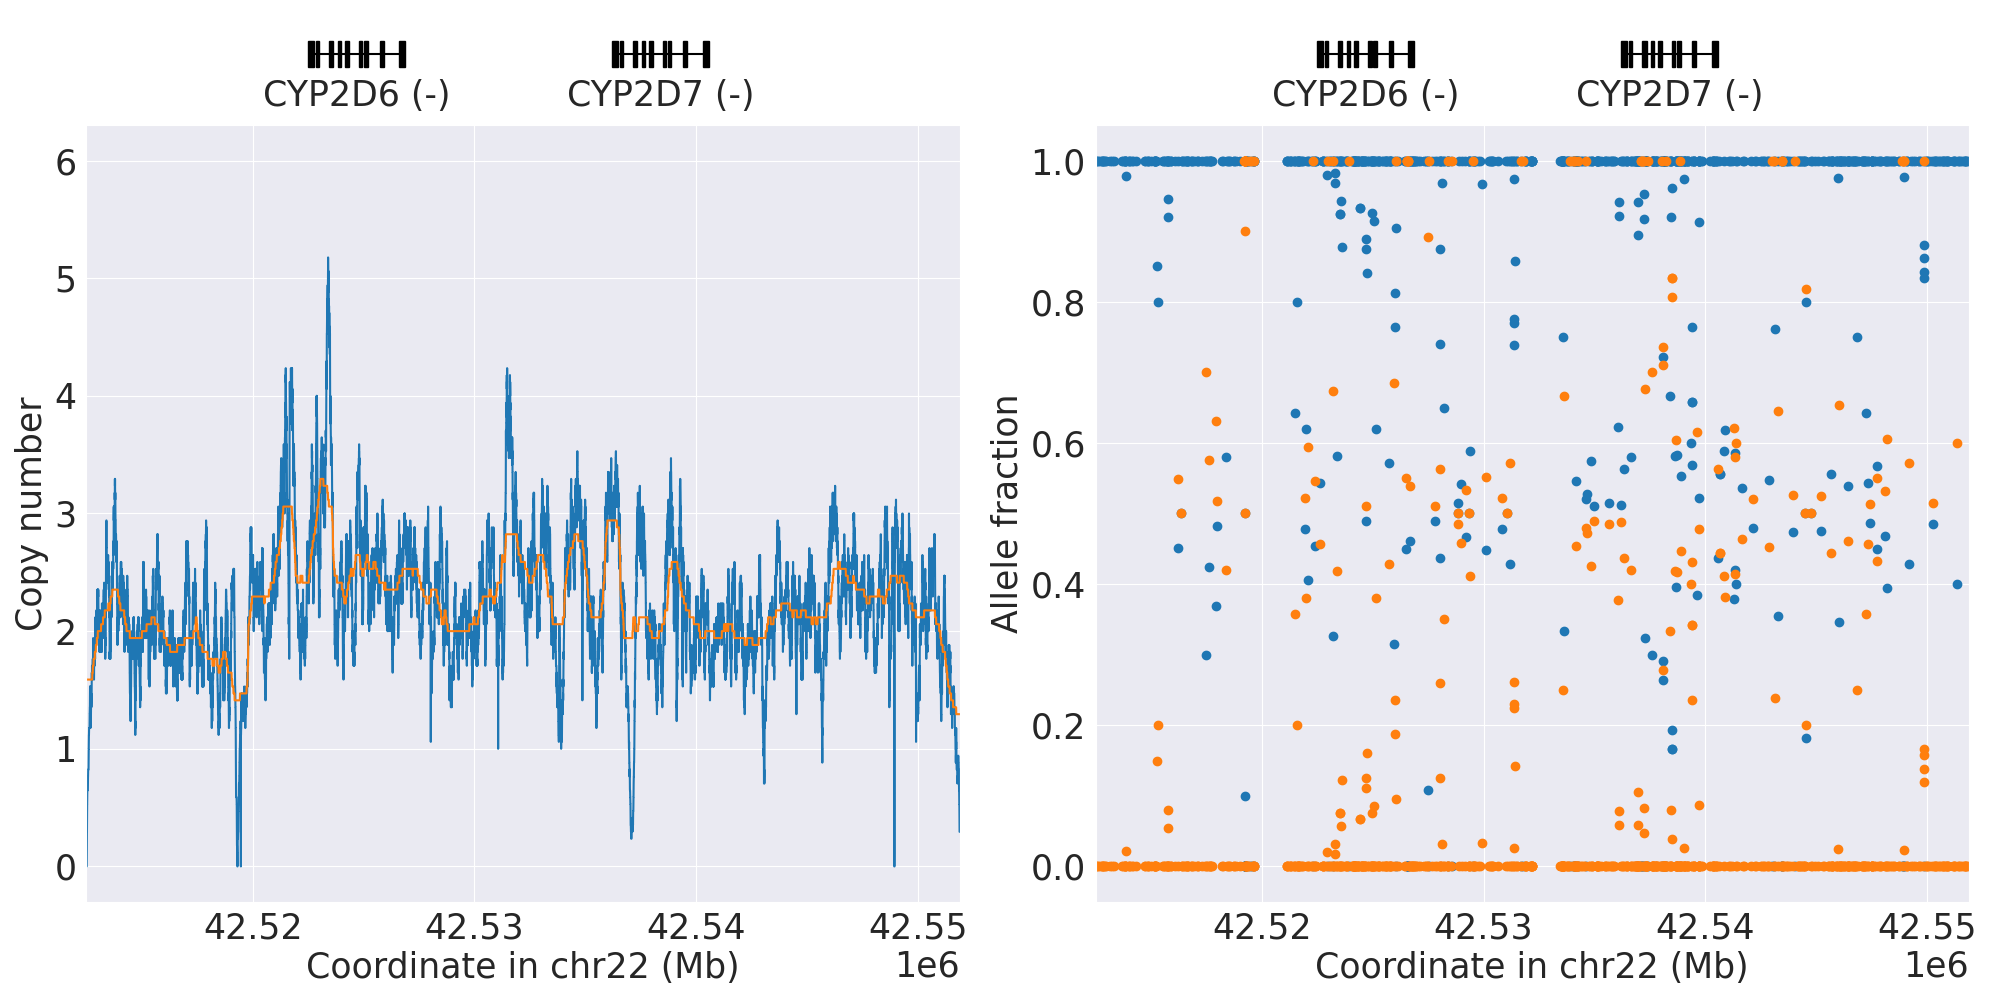 CYP2D6 (-)
CYP2D7 (-)
6
5
4
3
2
1
0
Copy number
42.52
42.53
42.54
42.55
Coordinate in chr22 (Mb)
1e6
CYP2D6 (-)
CYP2D7 (-)
1.0
0.8
0.6
0.4
0.2
0.0
Allele fraction
42.52
42.53
42.54
42.55
Coordinate in chr22 (Mb)
1e6